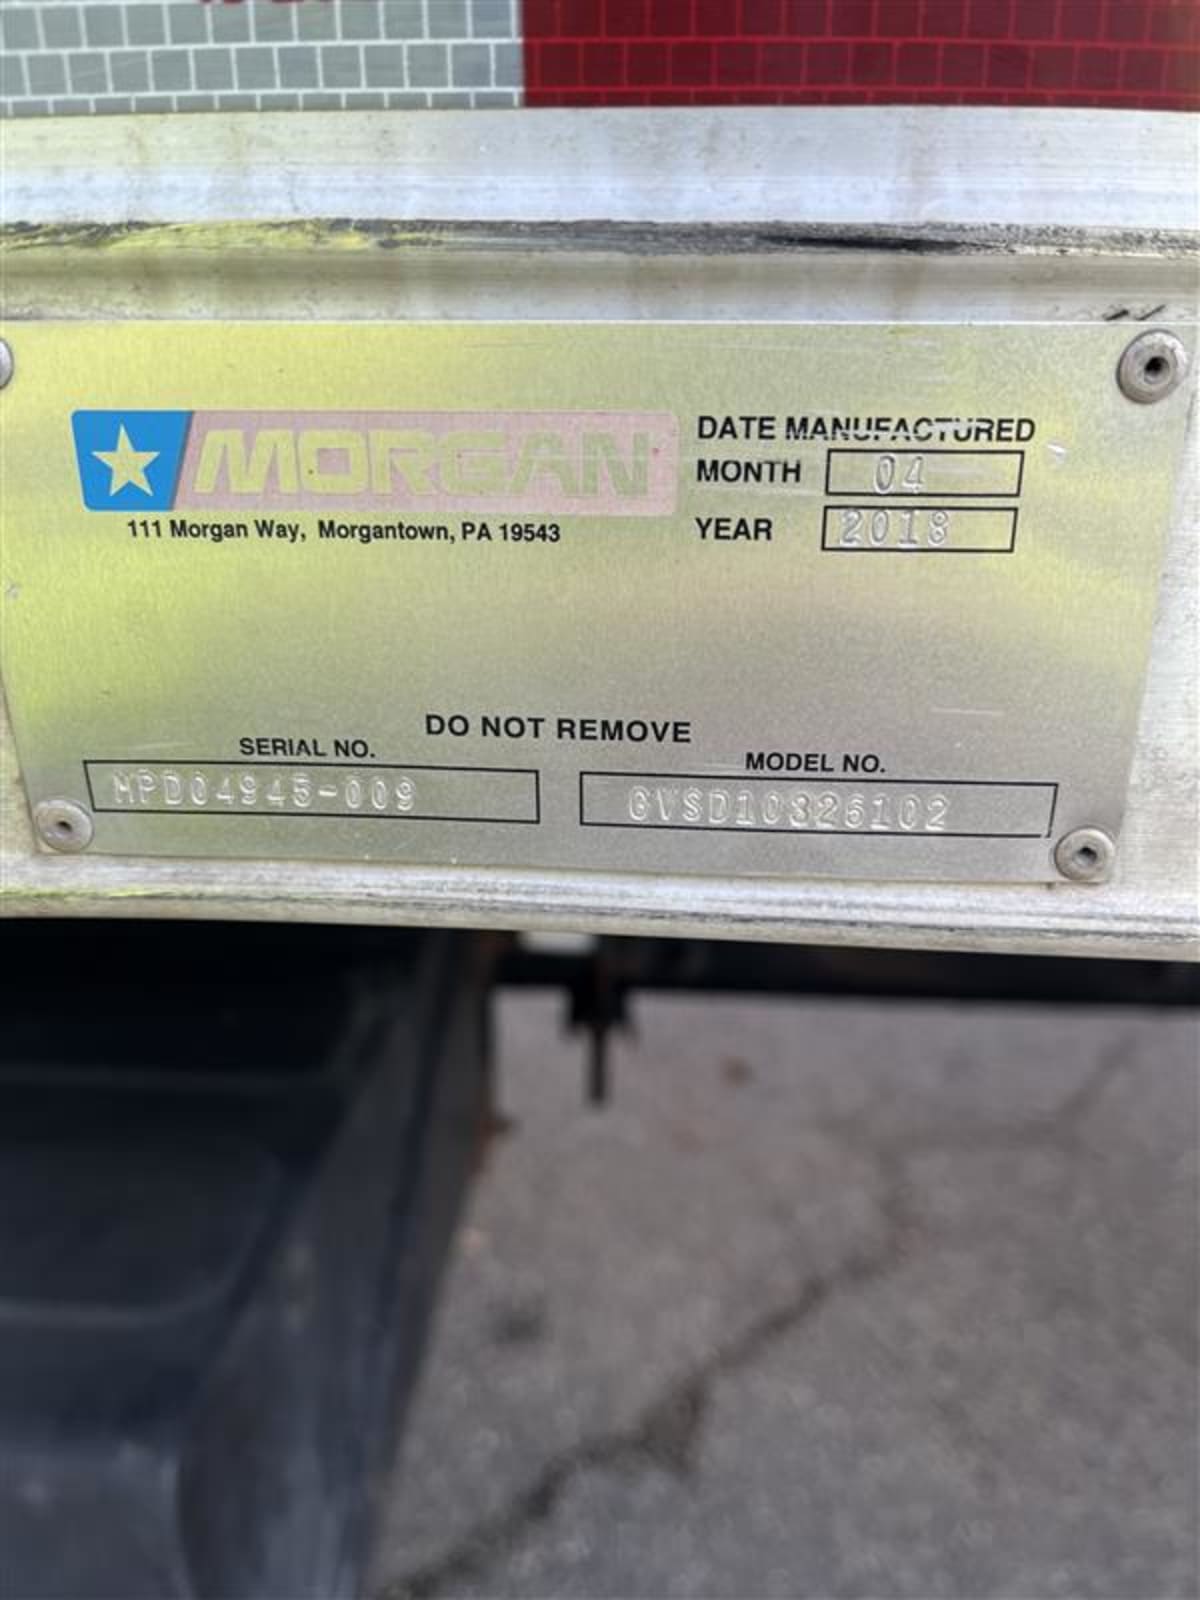 MORGAN
111 Morgan Way, Morgantown, PA 19543
DATE MANUFACTURED
MONTH 04
YEAR 2018
DO NOT REMOVE
SERIAL NO.
MPD04945-009
MODEL NO.
GVSD10326102